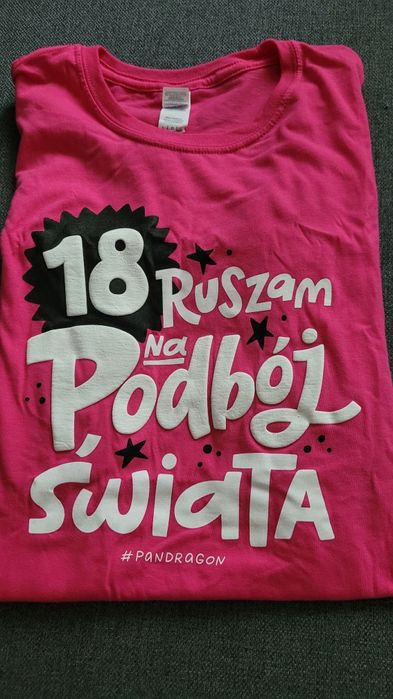 18 RuSzam
Na
Podbój
świaTA
#PANDRAGON